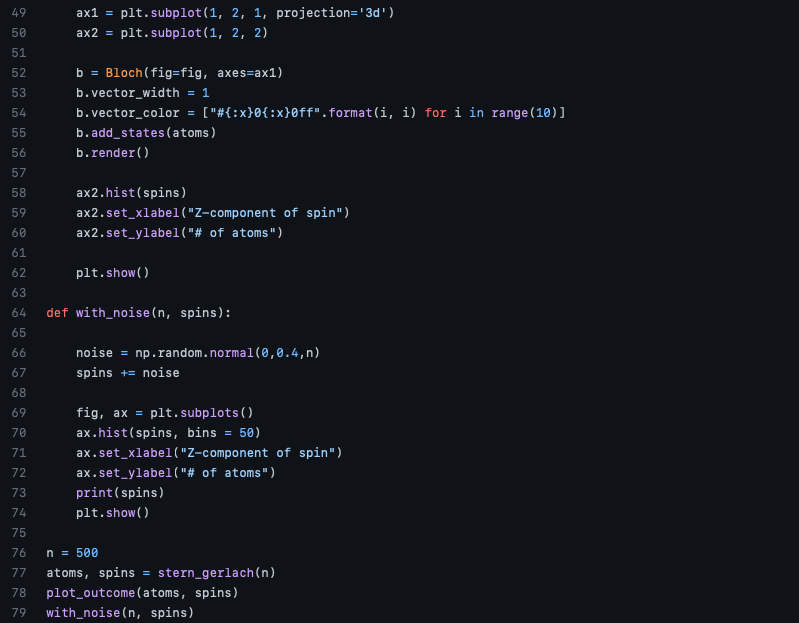 49 ax1 = plt.subplot(1, 2, 1, projection='3d')
50 ax2 = plt.subplot(1, 2, 2)
51
52 b = Bloch(fig=fig, axes=ax1)
53 b.vector_width = 1
54 b.vector_color = ["#{:x}0{:x}0ff".format(i, i) for i in range(10)]
55 b.add_states(atoms)
56 b.render()
57
58 ax2.hist(spins)
59 ax2.set_xlabel("Z-component of spin")
60 ax2.set_ylabel("# of atoms")
61
62 plt.show()
63
64 def with_noise(n, spins):
65
66 noise = np.random.normal(0,0.4,n)
67 spins += noise
68
69 fig, ax = plt.subplots()
70 ax.hist(spins, bins = 50)
71 ax.set_xlabel("Z-component of spin")
72 ax.set_ylabel("# of atoms")
73 print(spins)
74 plt.show()
75
76 n = 500
77 atoms, spins = stern_gerlach(n)
78 plot_outcome(atoms, spins)
79 with_noise(n, spins)